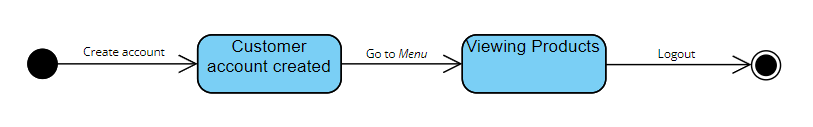 Create account
Customer
account created
Go to Menu
Viewing Products
Logout